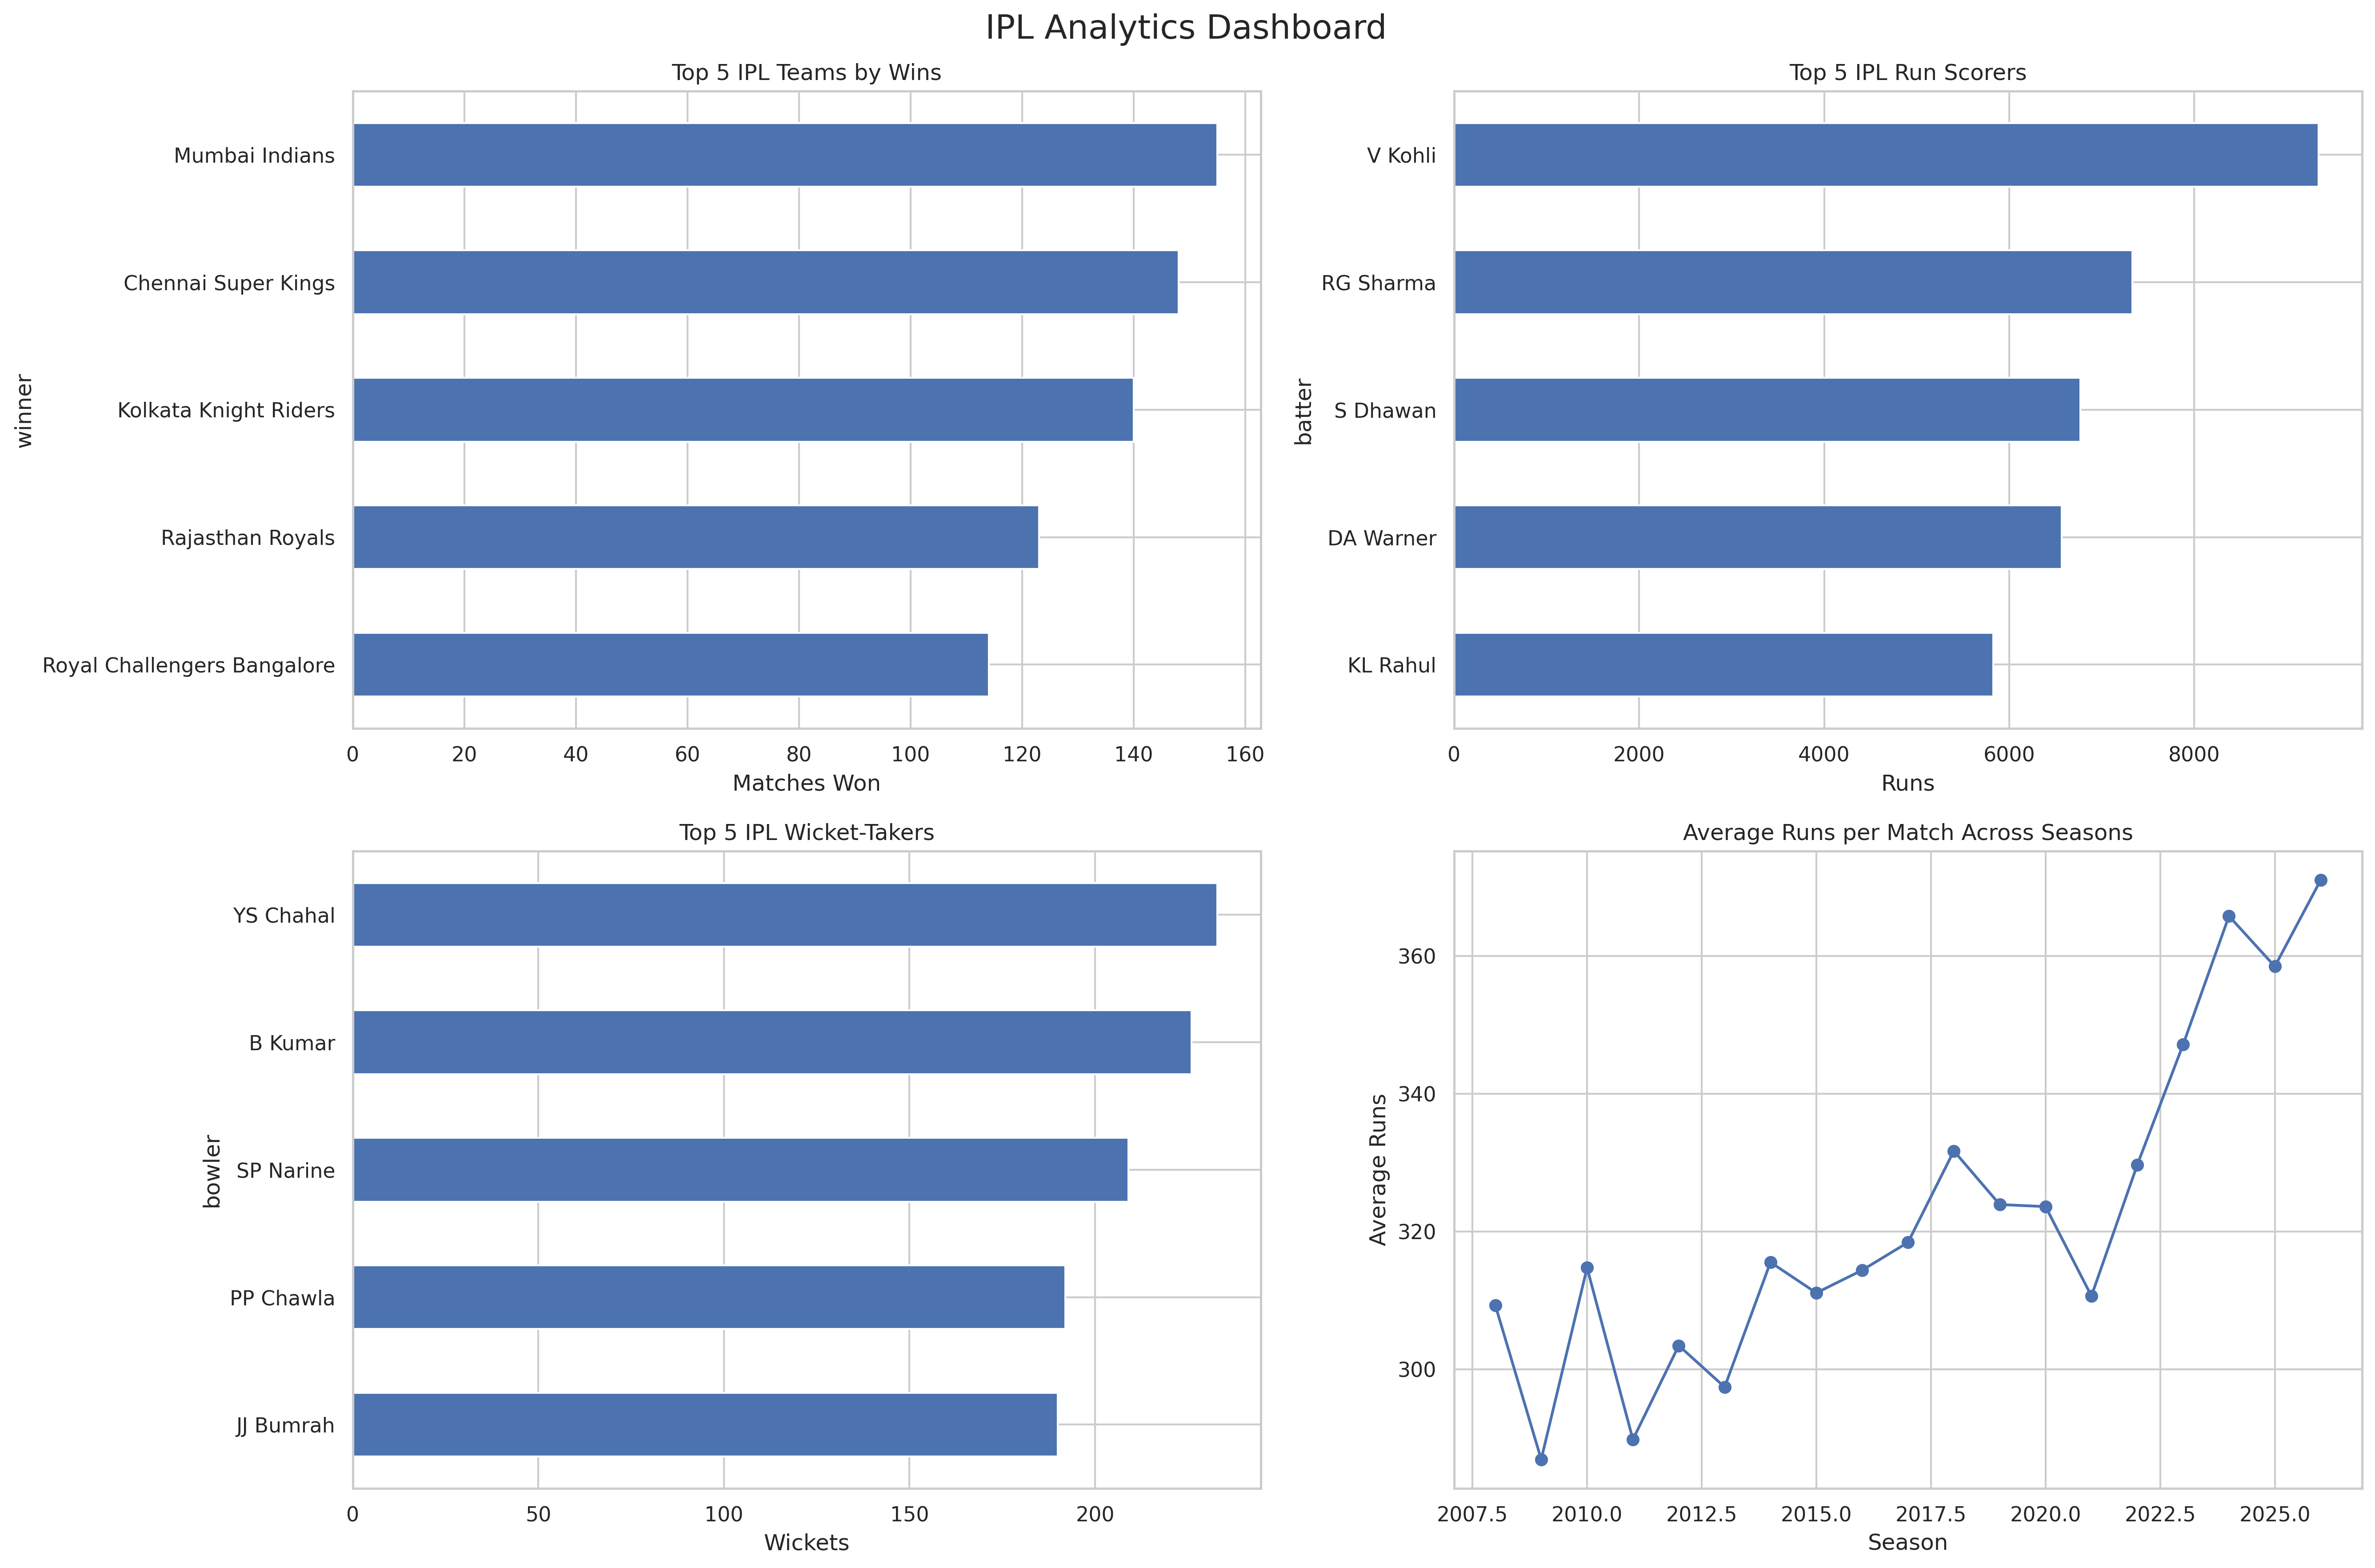 IPL Analytics Dashboard
Top 5 IPL Teams by Wins
winner
Mumbai Indians
Chennai Super Kings
Kolkata Knight Riders
Rajasthan Royals
Royal Challengers Bangalore
0 20 40 60 80 100 120 140 160
Matches Won
Top 5 IPL Run Scorers
batter
V Kohli
RG Sharma
S Dhawan
DA Warner
KL Rahul
0 2000 4000 6000 8000
Runs
Top 5 IPL Wicket-Takers
bowler
YS Chahal
B Kumar
SP Narine
PP Chawla
JJ Bumrah
0 50 100 150 200
Wickets
Average Runs per Match Across Seasons
Average Runs
360
340
320
300
2007.5 2010.0 2012.5 2015.0 2017.5 2020.0 2022.5 2025.0
Season